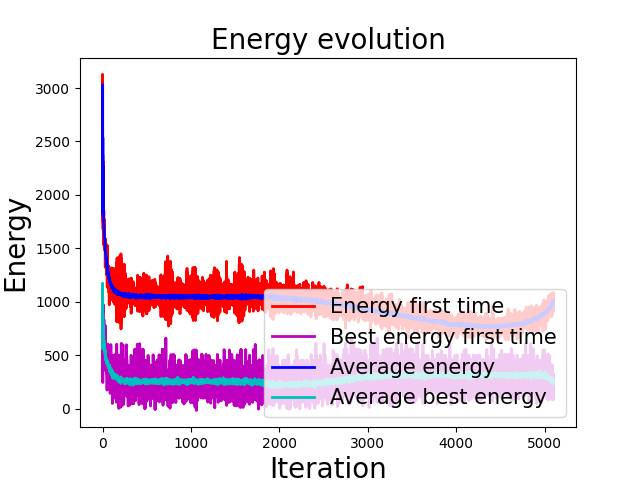 Energy evolution
3000
2500
2000
1500
1000
500
0
Energy
Energy first time
Best energy first time
Average energy
Average best energy
0 1000 2000 3000 4000 5000
Iteration